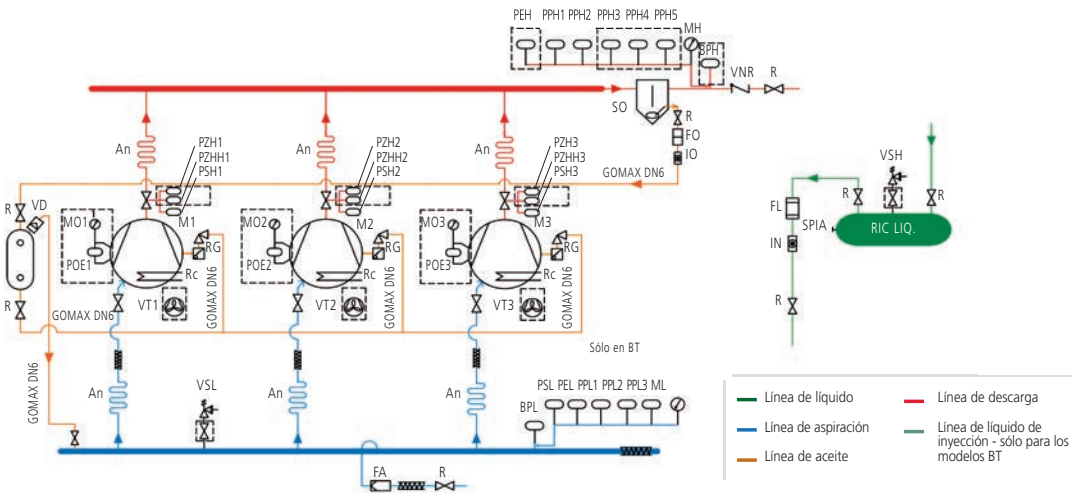 PEH PPH1 PPH2 PPH3 PPH4 PPH5
MH
BPH
VNR R
SO
R
FO
IO
GOMAX DN6
An
An
An
PZH1
PZHH1
PSH1
PZH2
PZHH2
PSH2
PZH3
PZHH3
PSH3
R VD
MO1
M1
MO2
M2
MO3
M3
POE1
RG
POE2
RG
POE3
RG
Rc
Rc
Rc
R
VT1
VT2
VT3
GOMAX DN6
GOMAX DN6
GOMAX DN6
GOMAX DN6
GOMAX DN6
Sólo en BT
An
An
An
VSL
PSL PEL PPL1 PPL2 PPL3 ML
BPL
FA R
VSH
R
R
FL
SPIA
RIC LIQ.
IN
R
Línea de líquido
Línea de aspiración
Línea de aceite
Línea de descarga
Línea de líquido de
inyección - sólo para los
modelos BT